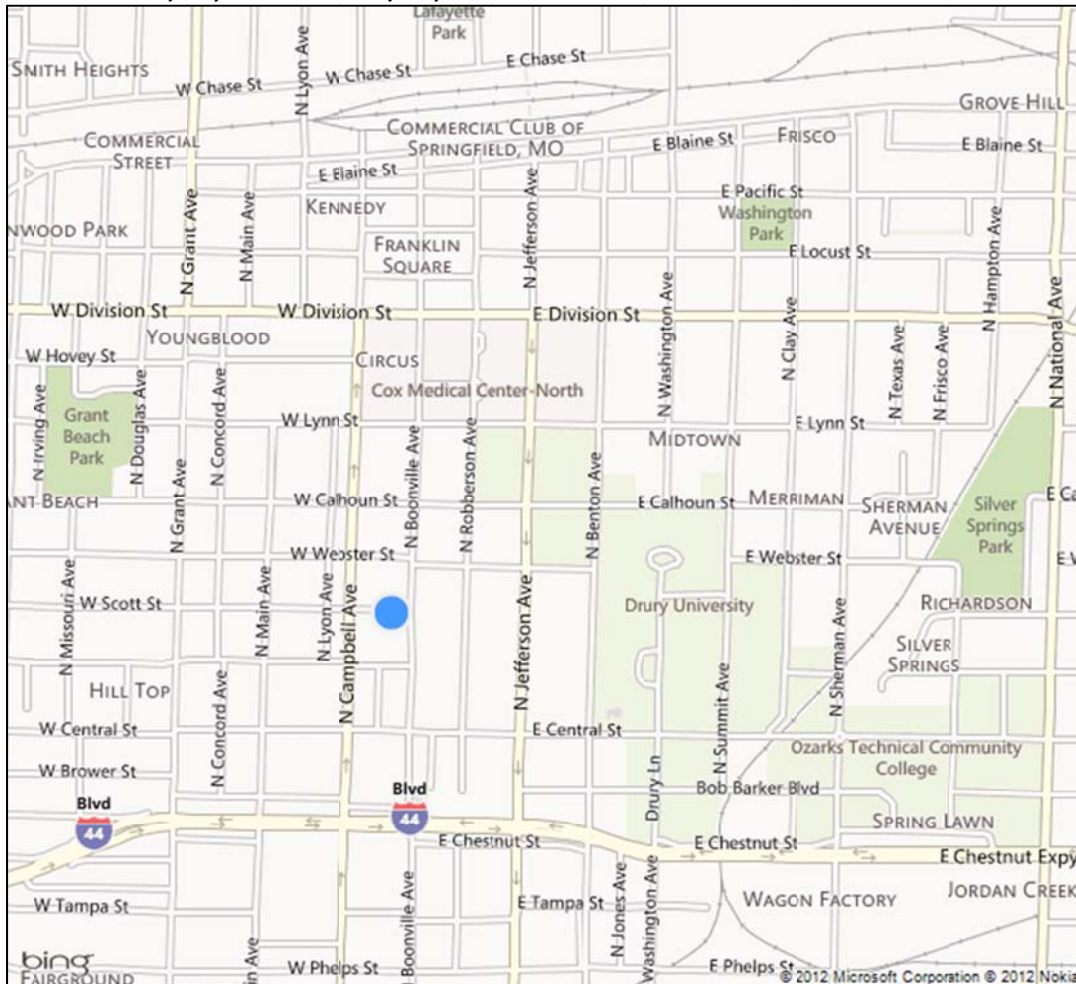 Lafayette
Park
SMITH HEIGHTS
W Chase St
W Chase St
E Chase St
N Lyon Ave
GROVE HILL
COMMERCIAL
STREET
COMMERCIAL CLUB OF
SPRINGFIELD, MO
E Blaine St
FRISCO
E Blaine St
E Blaine St
E Pacific St
KENNEDY
Washington
Park
NWOOD PARK
N Grant Ave
N Main Ave
FRANKLIN
SQUARE
N Jefferson Ave
E Locust St
N Hampton Ave
W Division St
W Division St
E Division St
YOUNGBLOOD
W Hovey St
CIRCUS
Cox Medical Center-North
N Washington Ave
N Clay Ave
N Texas Ave
N Frisco Ave
N National Ave
Grant
Beach
Park
N Irving Ave
N Douglas Ave
N Concord Ave
W Lynn St
MIDTOWN
E Lynn St
ANT BEACH
N Grant Ave
W Calhoun St
N Boonville Ave
N Robberson Ave
N Benton Ave
E Calhoun St
MERRIMAN
SHERMAN
AVENUE
Silver
Springs
Park
E Ca
W Webster St
E Webster St
E W
N Missouri Ave
W Scott St
N Main Ave
N Lyon Ave
N Campbell Ave
N Jefferson Ave
Drury University
RICHARDSON
N Sherman Ave
SILVER
SPRINGS
HILL TOP
N Concord Ave
N Summit Ave
W Central St
E Central St
Ozarks Technical Community
College
W Brower St
Drury Ln
Bob Barker Blvd
Blvd
44
Blvd
44
SPRING LAWN
E Chestnut St
E Chestnut St
E Chestnut Expy
W Tampa St
N Boonville Ave
E Tampa St
N Jones Ave
Washington Ave
WAGON FACTORY
JORDAN CREEK
bing
FAIRGROUND
in Ave
W Phelps St
E Phelps St
© 2012 Microsoft Corporation © 2012 Nokia